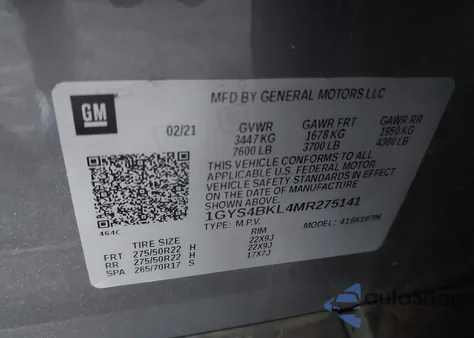 GM
MFD BY GENERAL MOTORS LLC
02/21 GVWR GAWR FRT GAWR RR
3447 KG 1678 KG 1950 KG
7600 LB 3700 LB 4300 LB
THIS VEHICLE CONFORMS TO ALL
APPLICABLE U.S. FEDERAL MOTOR
VEHICLE SAFETY STANDARDS IN
EFFECT ON THE DATE OF MANUFACTURE
SHOWN ABOVE.
1GYS4BKL4MR275141
464C TYPE: M.P.V. MODEL: 416K10706
TIRE SIZE RIM
FRT 275/50R22 H 22X9J
RR 275/50R22 H 22X9J
SPA 265/70R17 S 17X7J
autoSnap